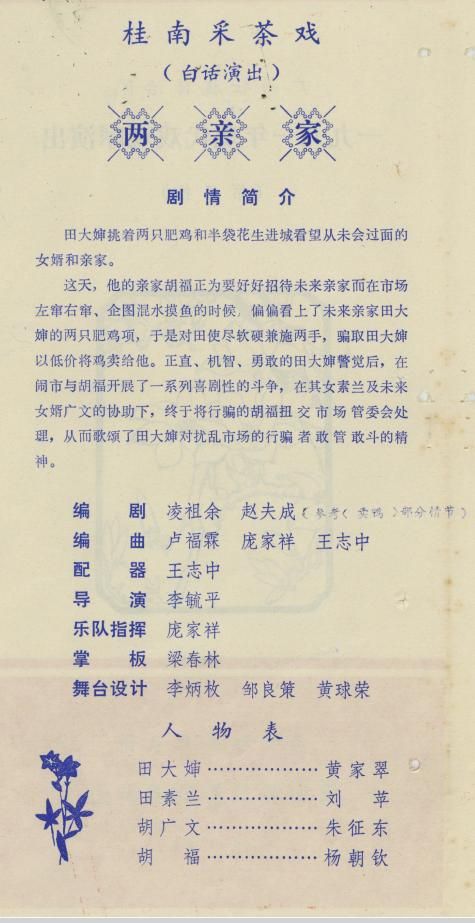 桂南采茶戏
（白话演出）
两亲家
剧情简介
田大婶挑着两只肥鸡和半袋花生进城看望从未会过面的
女婿和亲家。
这天，他的亲家胡福正为要好好招待未来亲家而在市场
左窜右窜、企图混水摸鱼的时候，偏偏看上了未来亲家田大
婶的两只肥鸡项，于是对田使尽软硬兼施两手，骗取田大婶
以低价将鸡卖给他。正直、机智、勇敢的田大婶警觉后，在
闹市与胡福开展了一系列喜剧性的斗争，在其女素兰及未来
女婿广文的协助下，终于将行骗的胡福扭交市场管委会处
理，从而歌颂了田大婶对扰乱市场的行骗者敢管敢斗的精
神。
编剧 凌祖余 赵夫成（参考〈卖鸭〉部分情节）
编曲 卢福霖 庞家祥 王志中
配器 王志中
导演 李毓平
乐队指挥 庞家祥
掌板 梁春林
舞台设计 李炳枚 邹良策 黄球荣
人物表
田大婶………………黄家翠
田素兰………………刘苹
胡广文………………朱征东
胡福………………杨朝钦